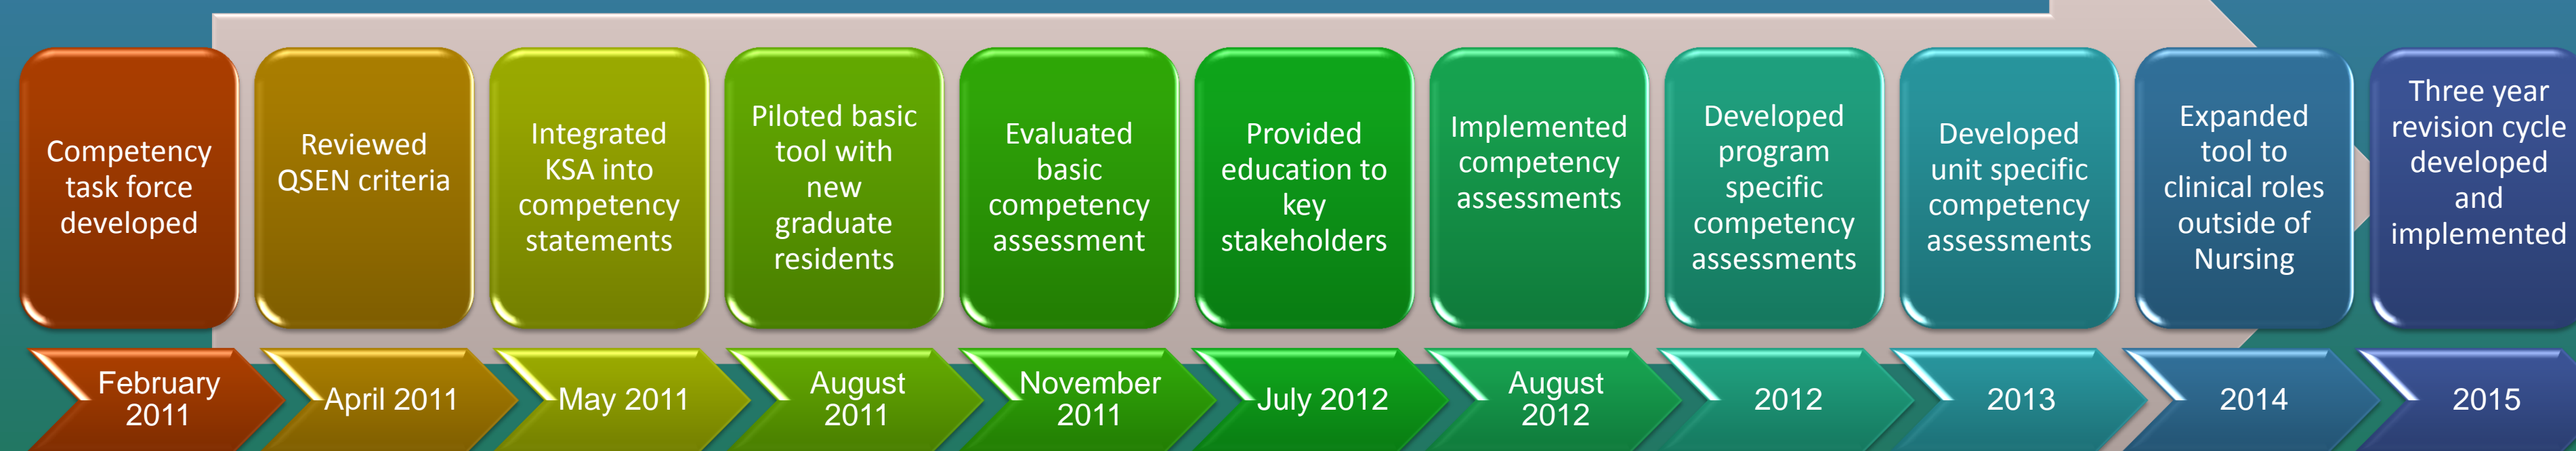 Competency
task force
developed
Reviewed
QSEN criteria
Integrated
KSA into
competency
statements
Piloted basic
tool with
new
graduate
residents
Evaluated
basic
competency
assessment
Provided
education to
key
stakeholders
Implemented
competency
assessments
Developed
program
specific
competency
assessments
Developed
unit specific
competency
assessments
Expanded
tool to
clinical roles
outside of
Nursing
Three year
revision cycle
developed
and
implemented
February
2011
April 2011
May 2011
August
2011
November
2011
July 2012
August
2012
2012
2013
2014
2015